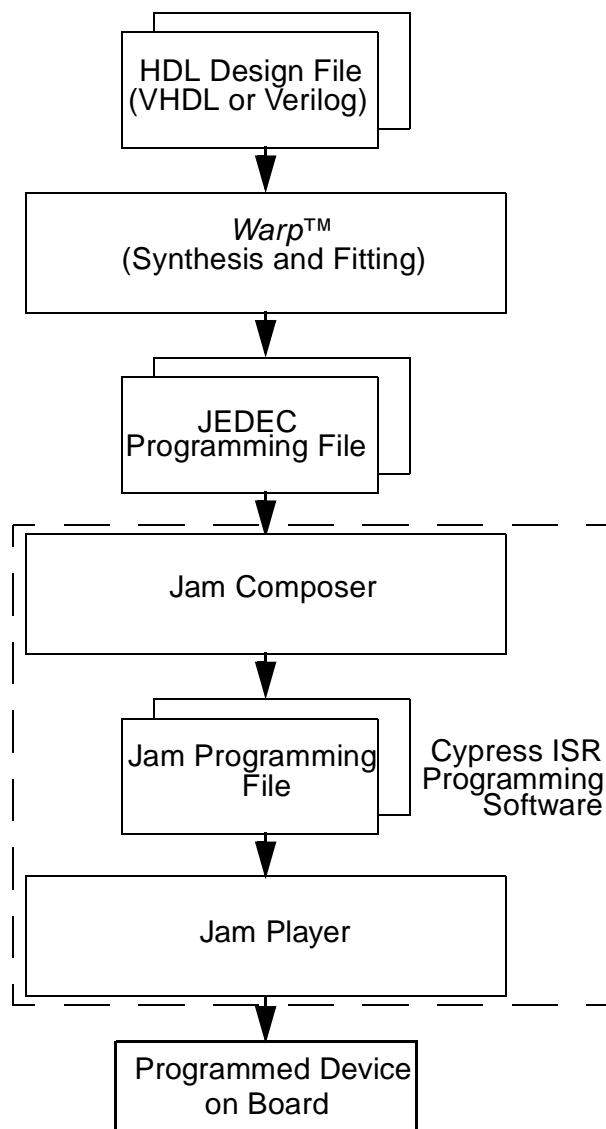 HDL Design File
(VHDL or Verilog)
Warp™
(Synthesis and Fitting)
JEDEC
Programming File
Jam Composer
Jam Programming
File
Cypress ISR
Programming
Software
Jam Player
Programmed Device
on Board